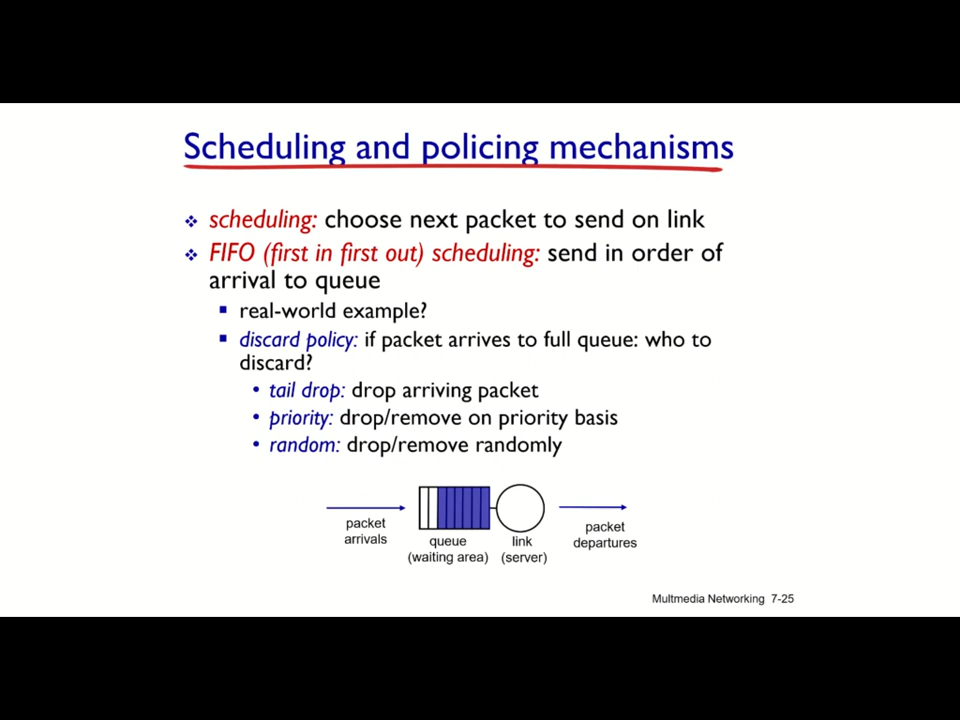 Scheduling and policing mechanisms
❖ scheduling: choose next packet to send on link
❖ FIFO (first in first out) scheduling: send in order of
arrival to queue
▪ real-world example?
▪ discard policy: if packet arrives to full queue: who to
discard?
• tail drop: drop arriving packet
• priority: drop/remove on priority basis
• random: drop/remove randomly
packet
arrivals
queue
(waiting area)
link
(server)
packet
departures
Multmedia Networking 7-25